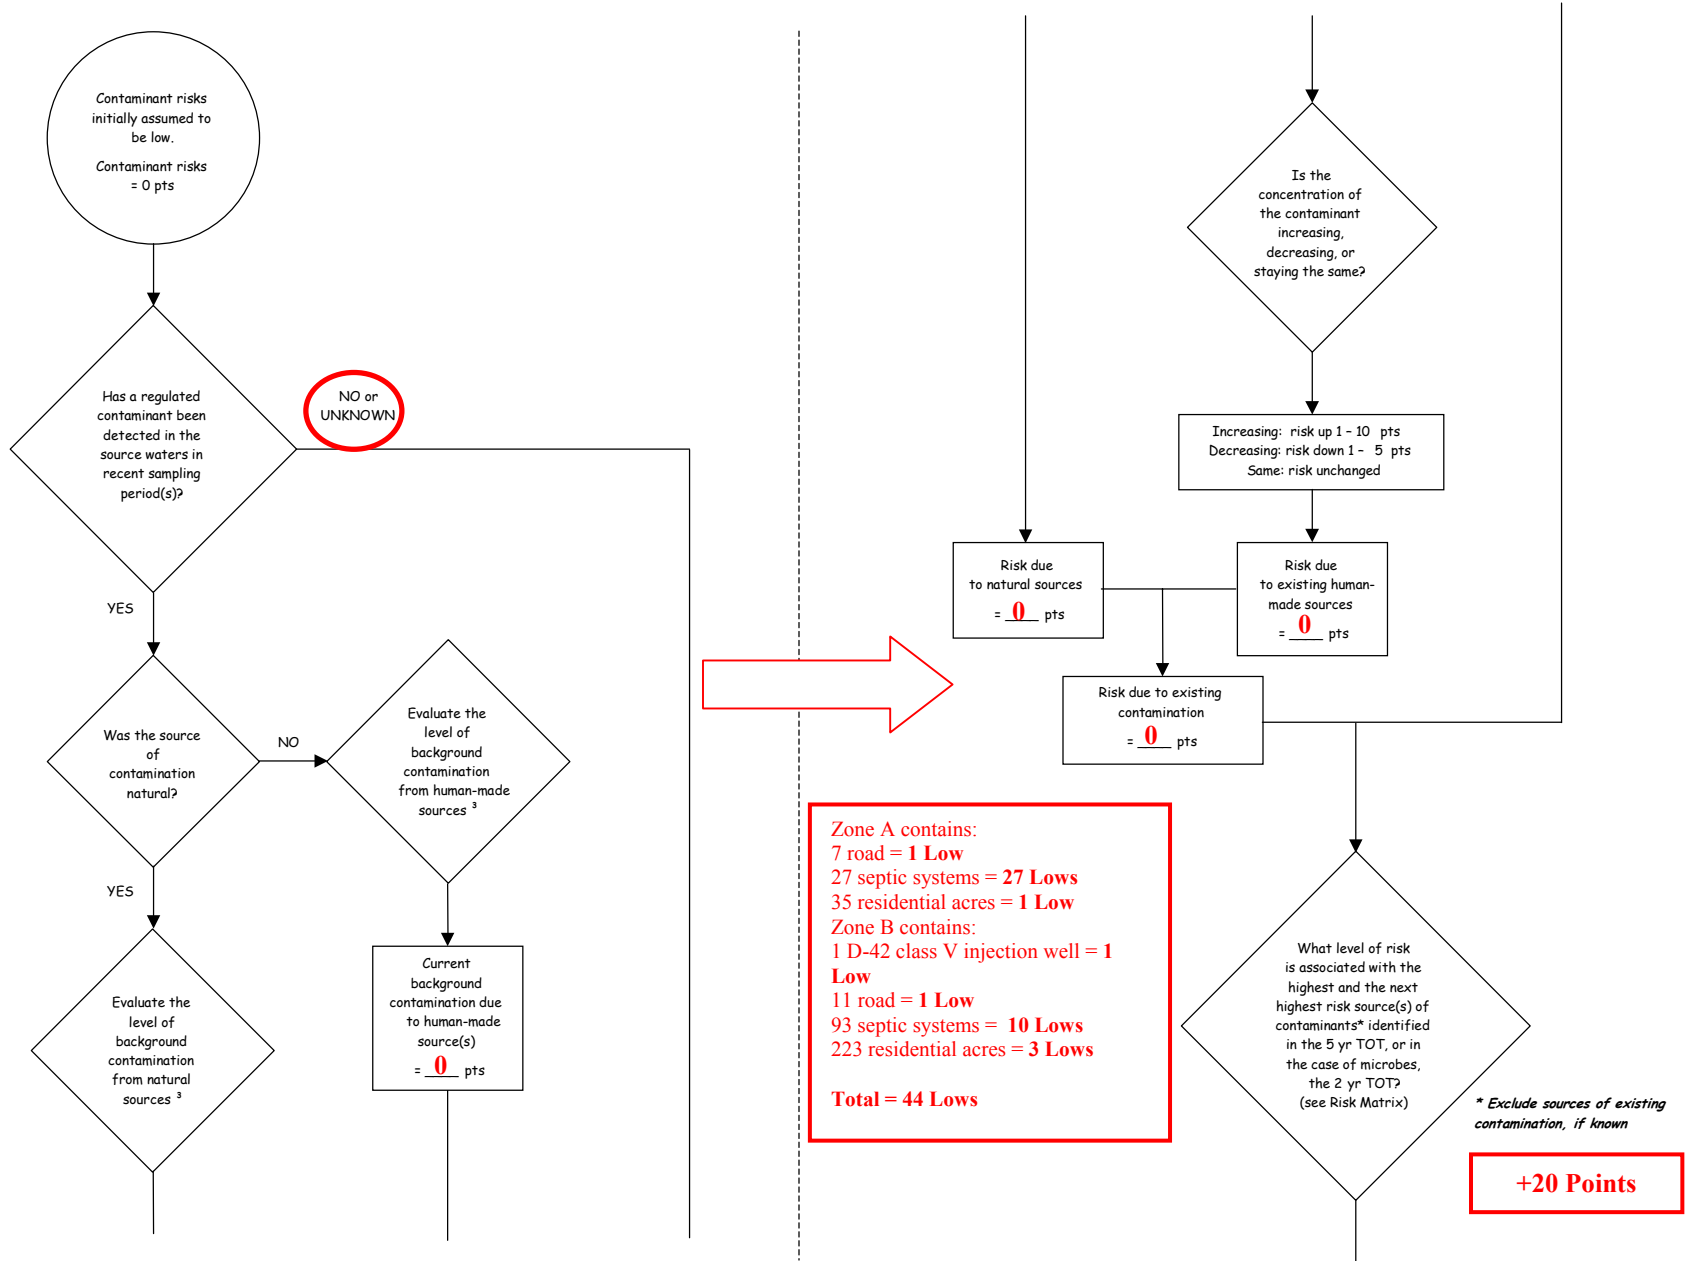 Contaminant risks
initially assumed to
be low.
Contaminant risks
= 0 pts
Has a regulated
contaminant been
detected in the
source waters in
recent sampling
period(s)?
NO or
UNKNOWN
YES
Was the source
of
contamination
natural?
NO
Evaluate the
level of
background
contamination
from human-made
sources ³
YES
Evaluate the
level of
background
contamination
from natural
sources ³
Current
background
contamination due
to human-made
source(s)
= 0 pts
Is the
concentration of
the contaminant
increasing,
decreasing, or
staying the same?
Increasing: risk up 1 – 10 pts
Decreasing: risk down 1 – 5 pts
Same: risk unchanged
Risk due
to natural sources
= 0 pts
Risk due
to existing human-
made sources
= 0 pts
Risk due to existing
contamination
= 0 pts
Zone A contains:
7 road = 1 Low
27 septic systems = 27 Lows
35 residential acres = 1 Low
Zone B contains:
1 D-42 class V injection well = 1
Low
11 road = 1 Low
93 septic systems = 10 Lows
223 residential acres = 3 Lows
Total = 44 Lows
What level of risk
is associated with the
highest and the next
highest risk source(s) of
contaminants* identified
in the 5 yr TOT, or in
the case of microbes,
the 2 yr TOT?
(see Risk Matrix)
* Exclude sources of existing
contamination, if known
+20 Points